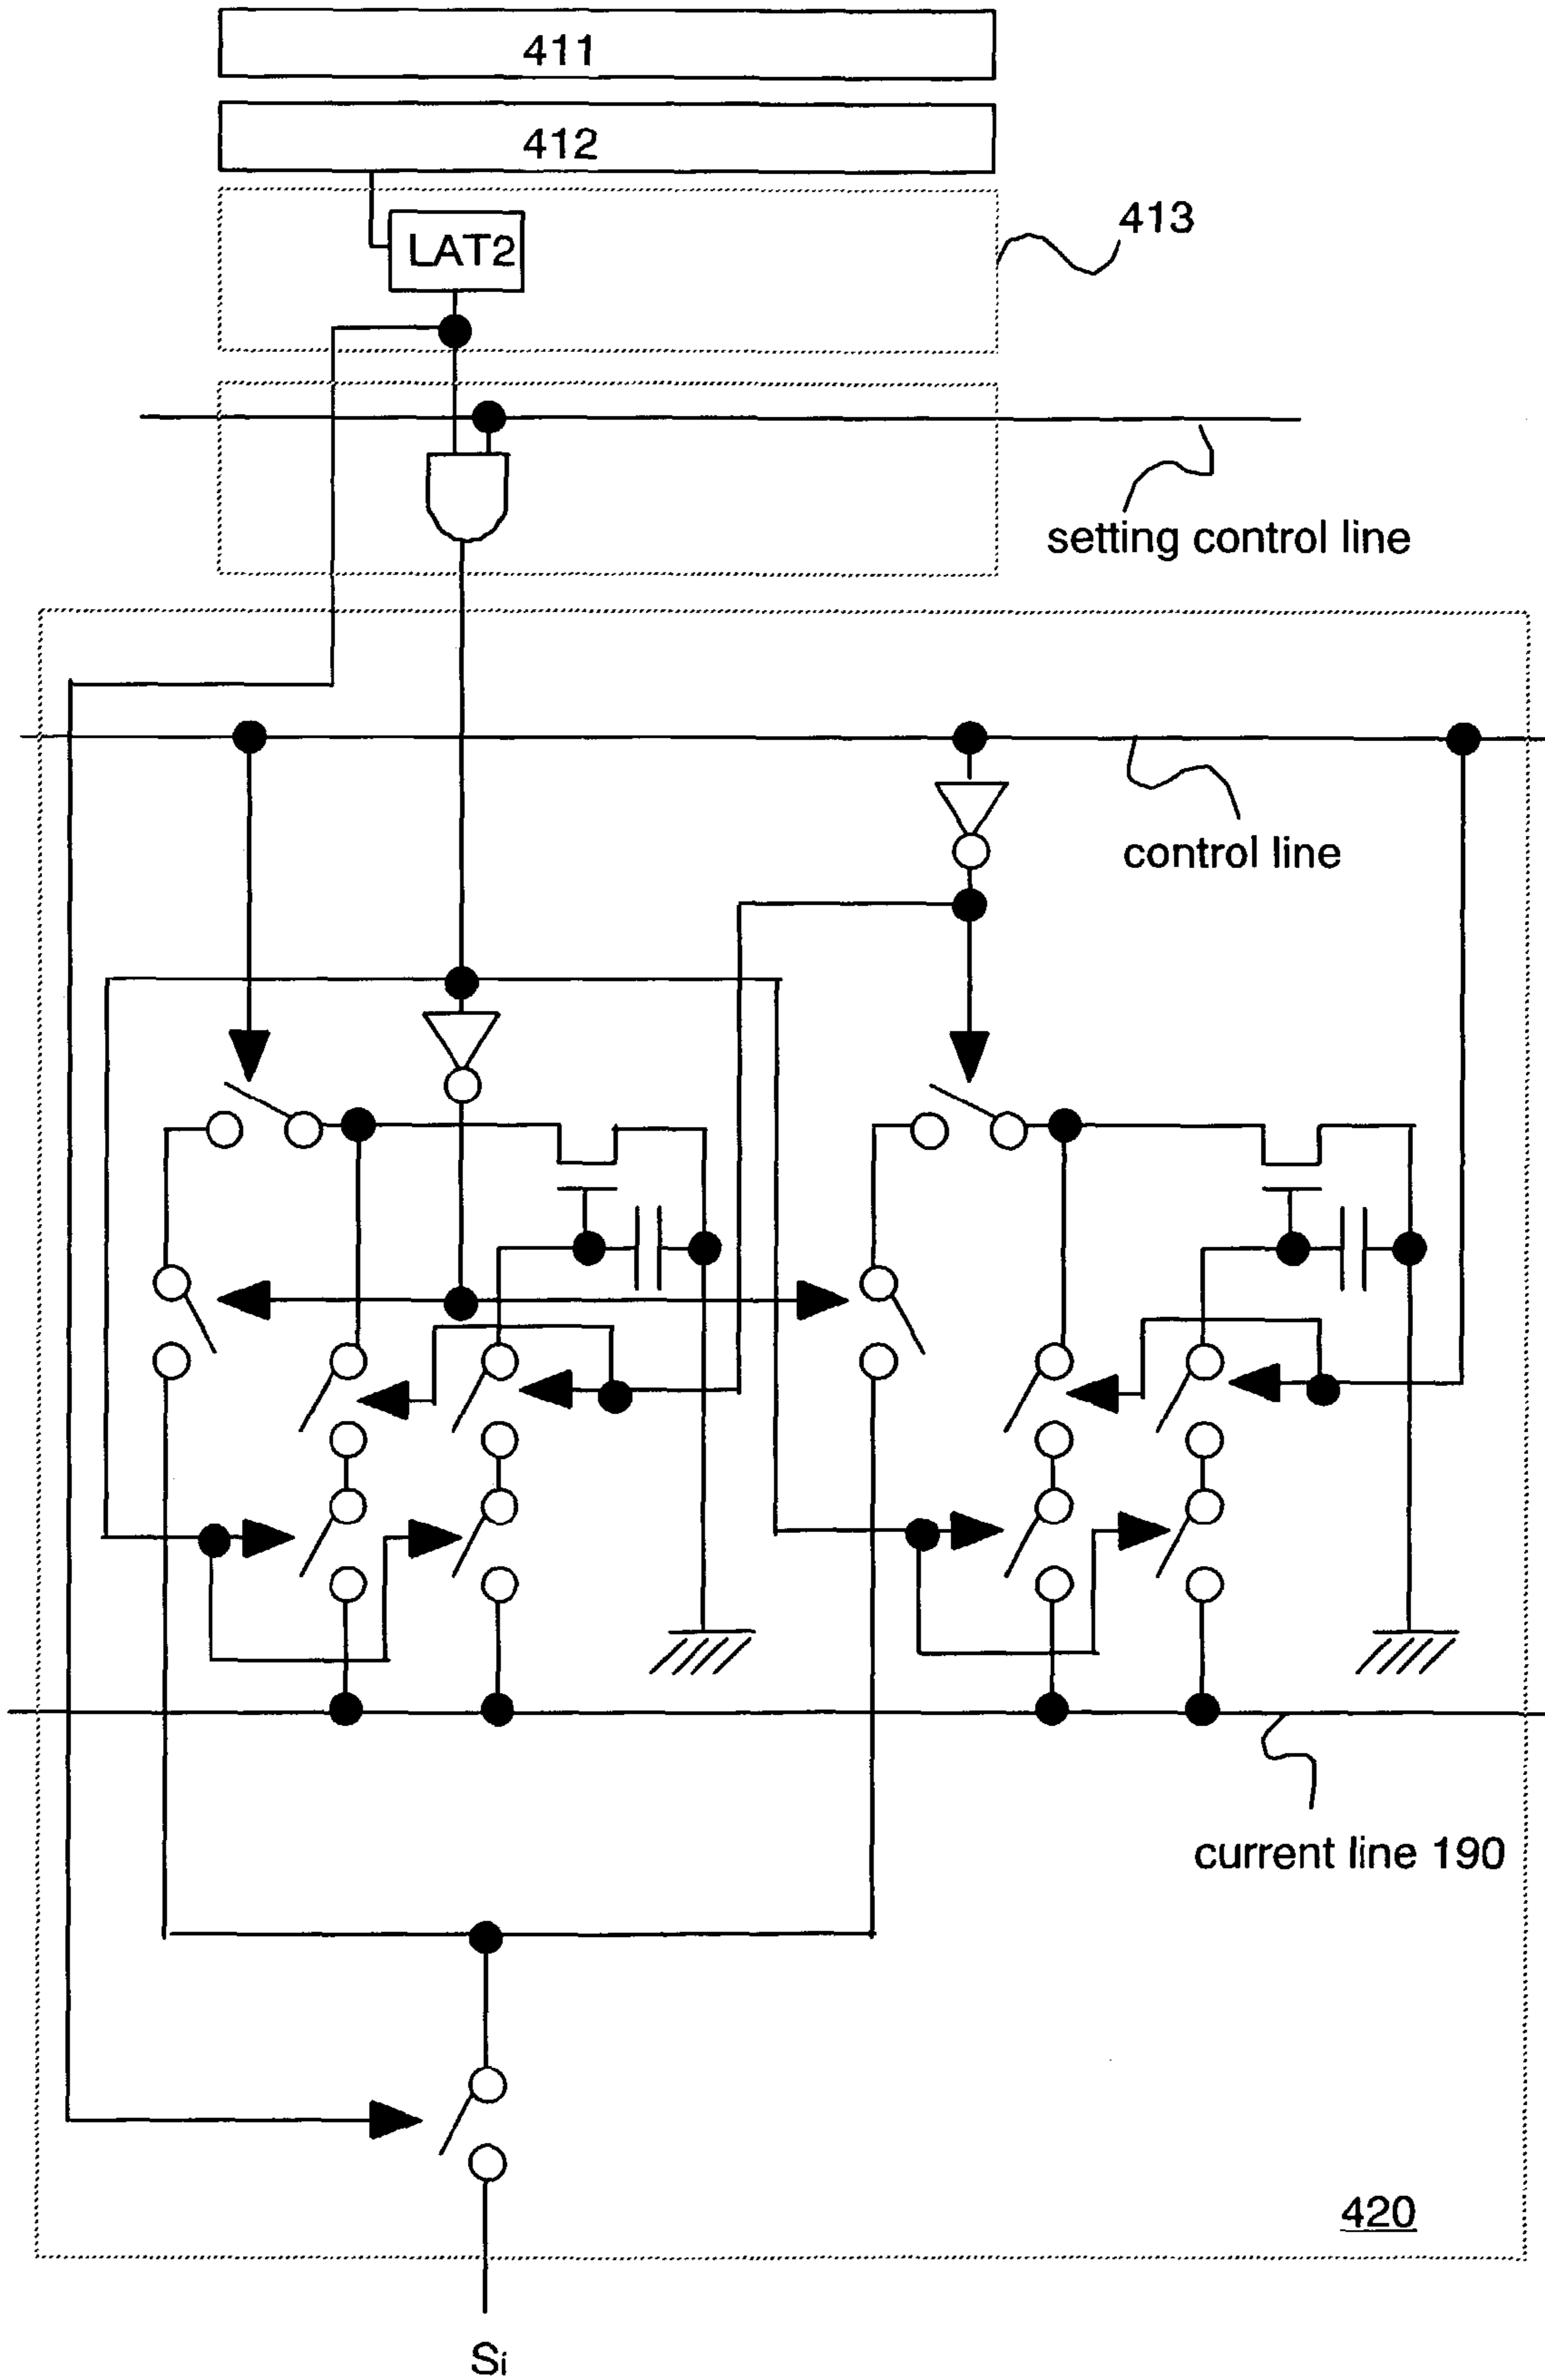 411
412
LAT2
413
setting control line
control line
current line 190
420
Si